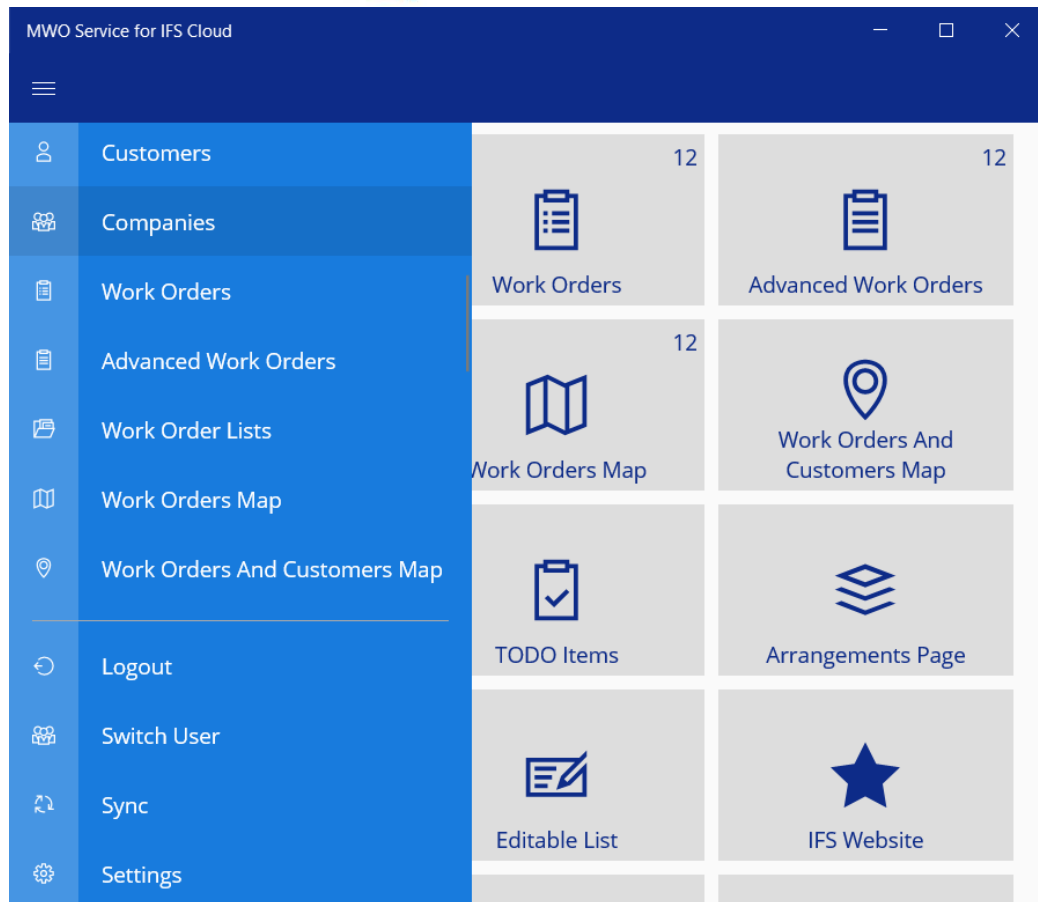 MWO Service for IFS Cloud
Customers
Companies
Work Orders
Advanced Work Orders
Work Order Lists
Work Orders Map
Work Orders And Customers Map
Logout
Switch User
Sync
Settings
12
Work Orders
12
Advanced Work Orders
12
Work Orders Map
Work Orders And
Customers Map
TODO Items
Arrangements Page
Editable List
IFS Website